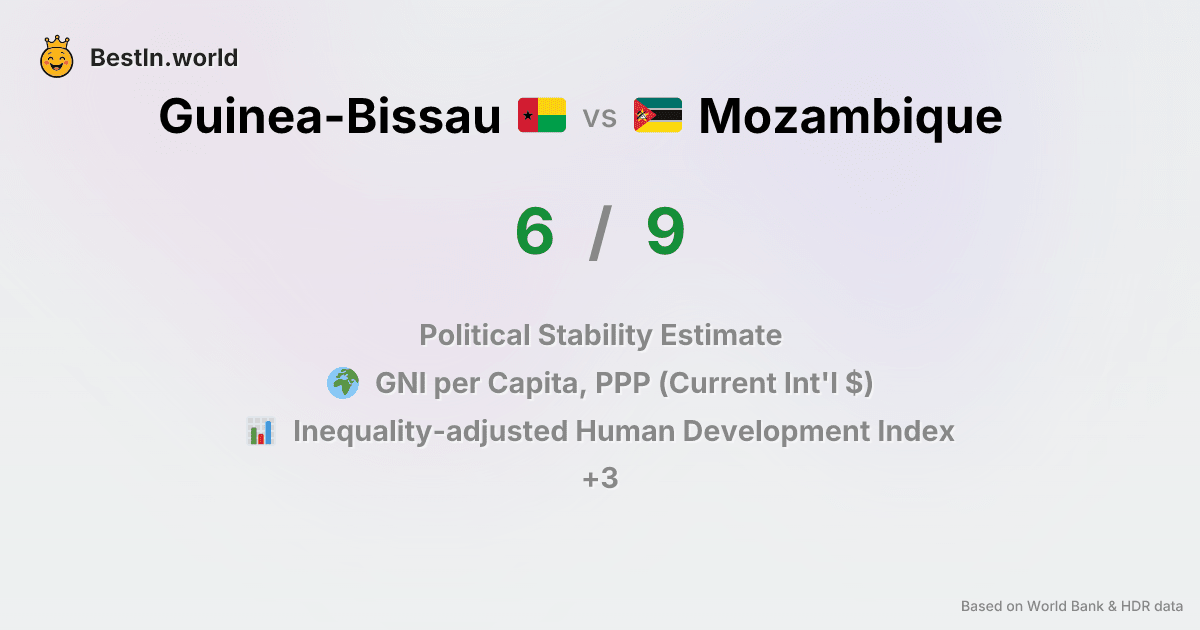 BestIn.world
Guinea-Bissau vs Mozambique
6 / 9
Political Stability Estimate
GNI per Capita, PPP (Current Int'l $)
Inequality-adjusted Human Development Index
+3
Based on World Bank & HDR data